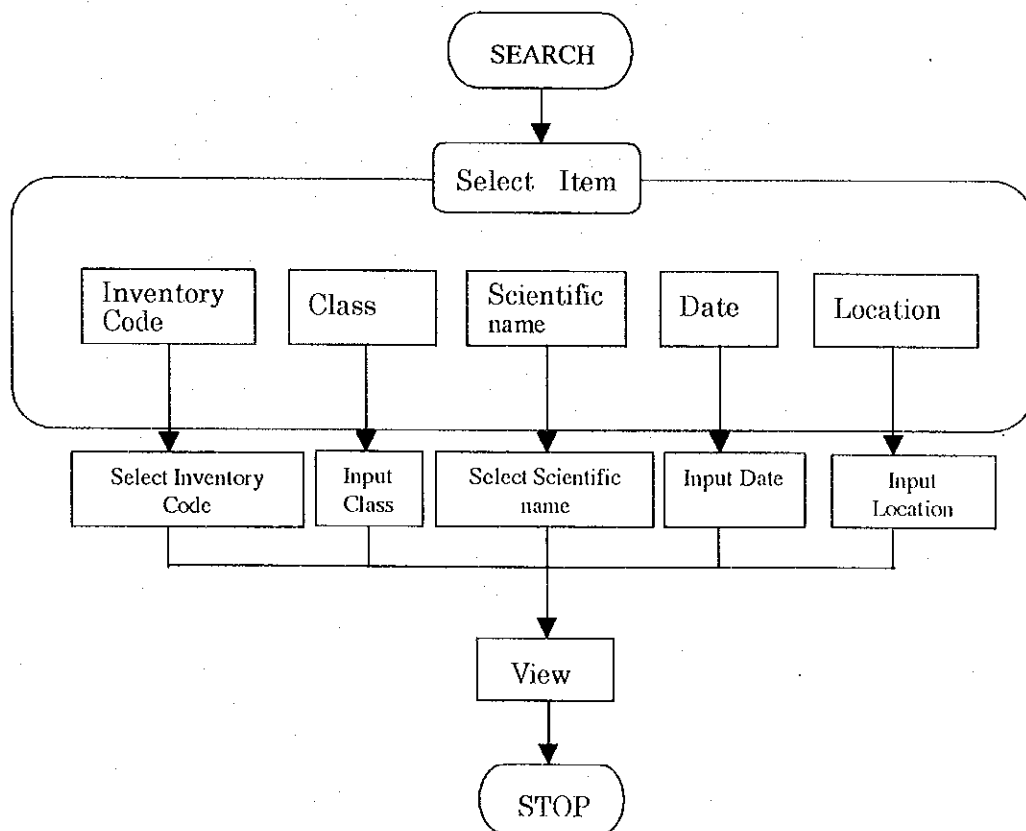 SEARCH
Select Item
Inventory
Code
Class
Scientific
name
Date
Location
Select Inventory
Code
Input
Class
Select Scientific
name
Input Date
Input
Location
View
STOP